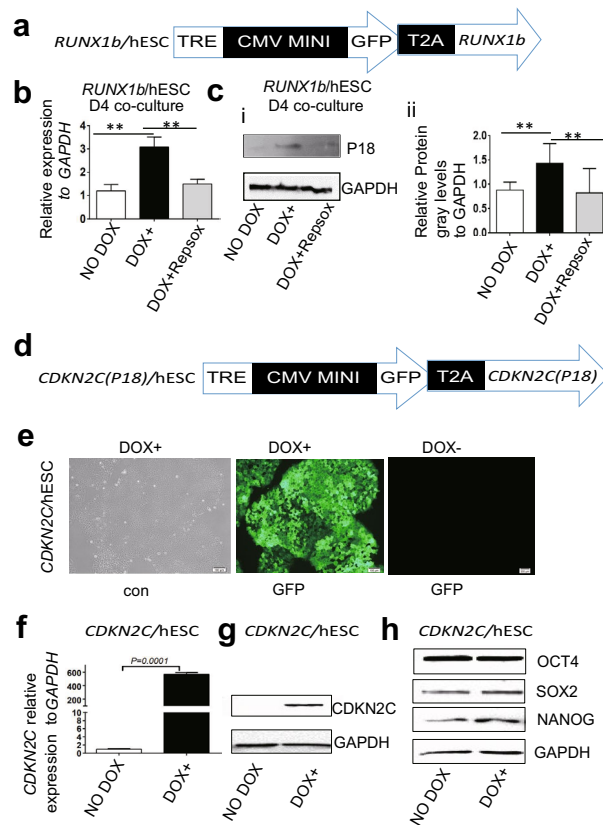 a
RUNX1b/hESC
TRE CMV MINI GFP T2A RUNX1b
b
RUNX1b/hESC
D4 co-culture
Relative expression
to GAPDH
4
3
2
1
0
** **
NO DOX
DOX+
DOX+Repsox
c
RUNX1b/hESC
D4 co-culture
i
P18
GAPDH
NO DOX
DOX+
DOX+Repsox
ii
Relative Protein
gray levels
to GAPDH
2.0
1.5
1.0
0.5
0.0
** **
NO DOX
DOX+
DOX+Repsox
d
CDKN2C(P18)/hESC
TRE CMV MINI GFP T2A CDKN2C(P18)
e
CDKN2C/hESC
DOX+ DOX+ DOX-
con GFP GFP
f
CDKN2C/hESC
CDKN2C relative
expression to GAPDH
P=0.0001
600
400
200
10
8
6
4
2
0
NO DOX
DOX+
g
CDKN2C/hESC
CDKN2C
GAPDH
NO DOX
DOX+
h
CDKN2C/hESC
OCT4
SOX2
NANOG
GAPDH
NO DOX
DOX+